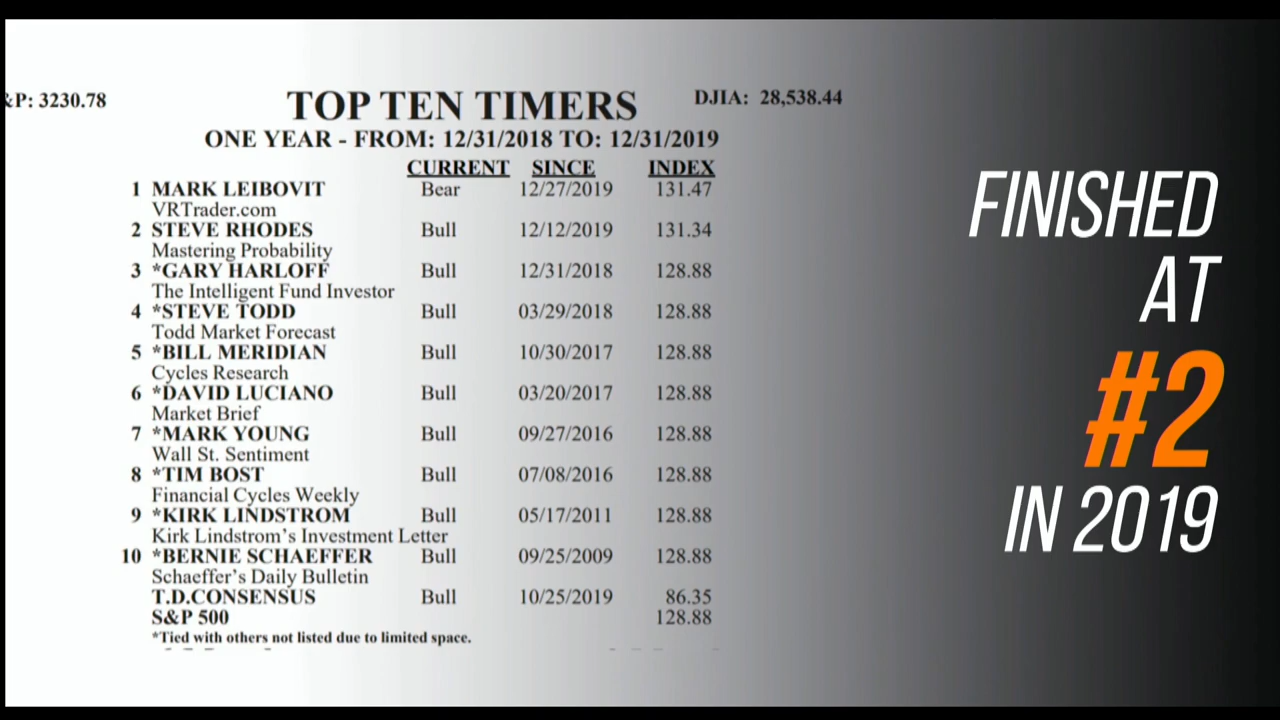 &P: 3230.78
TOP TEN TIMERS
DJIA: 28,538.44
ONE YEAR - FROM: 12/31/2018 TO: 12/31/2019
CURRENT SINCE INDEX
1 MARK LEIBOVIT Bear 12/27/2019 131.47
VRTrader.com
2 STEVE RHODES Bull 12/12/2019 131.34
Mastering Probability
3 *GARY HARLOFF Bull 12/31/2018 128.88
The Intelligent Fund Investor
4 *STEVE TODD Bull 03/29/2018 128.88
Todd Market Forecast
5 *BILL MERIDIAN Bull 10/30/2017 128.88
Cycles Research
6 *DAVID LUCIANO Bull 03/20/2017 128.88
Market Brief
7 *MARK YOUNG Bull 09/27/2016 128.88
Wall St. Sentiment
8 *TIM BOST Bull 07/08/2016 128.88
Financial Cycles Weekly
9 *KIRK LINDSTROM Bull 05/17/2011 128.88
Kirk Lindstrom's Investment Letter
10 *BERNIE SCHAEFFER Bull 09/25/2009 128.88
Schaeffer's Daily Bulletin
T.D.CONSENSUS Bull 10/25/2019 86.35
S&P 500 128.88
*Tied with others not listed due to limited space.
FINISHED
AT
#2
IN 2019